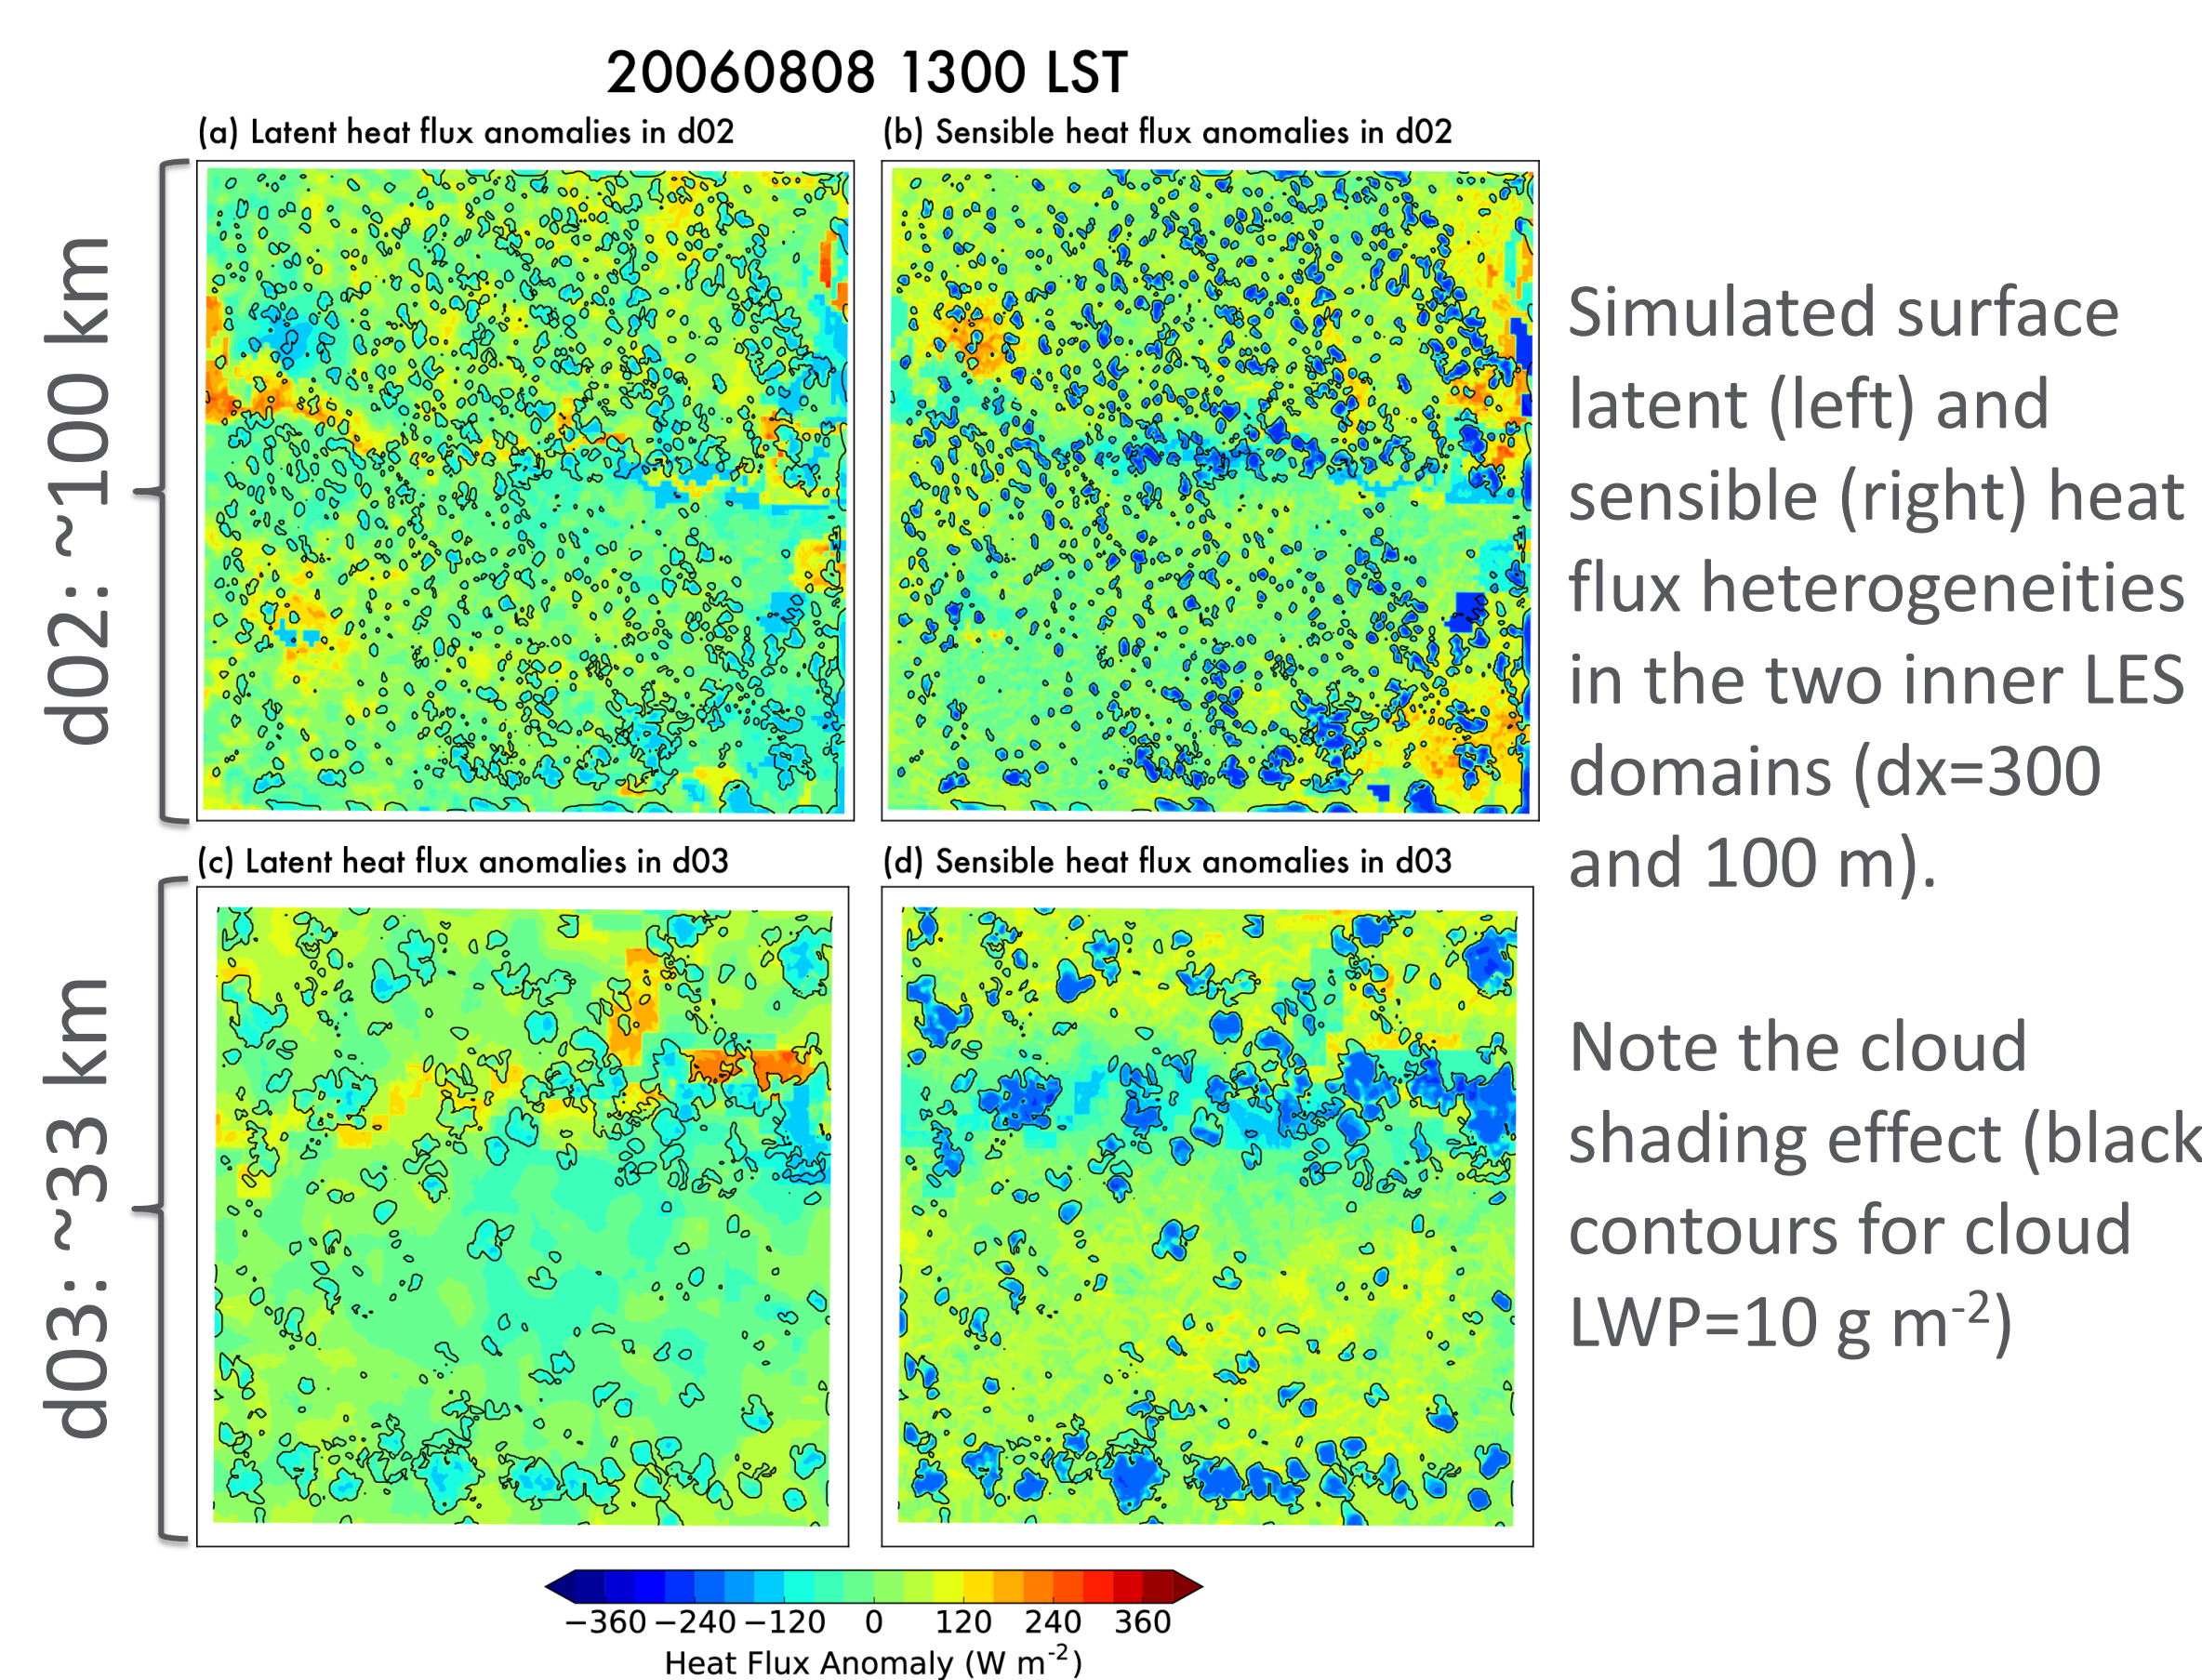 20060808 1300 LST
(a) Latent heat flux anomalies in d02
(b) Sensible heat flux anomalies in d02
d02: ~100 km
(c) Latent heat flux anomalies in d03
(d) Sensible heat flux anomalies in d03
d03: ~33 km
−360 −240 −120 0 120 240 360
Heat Flux Anomaly (W m-2)
Simulated surface
latent (left) and
sensible (right) heat
flux heterogeneities
in the two inner LES
domains (dx=300
and 100 m).
Note the cloud
shading effect (black
contours for cloud
LWP=10 g m-2)